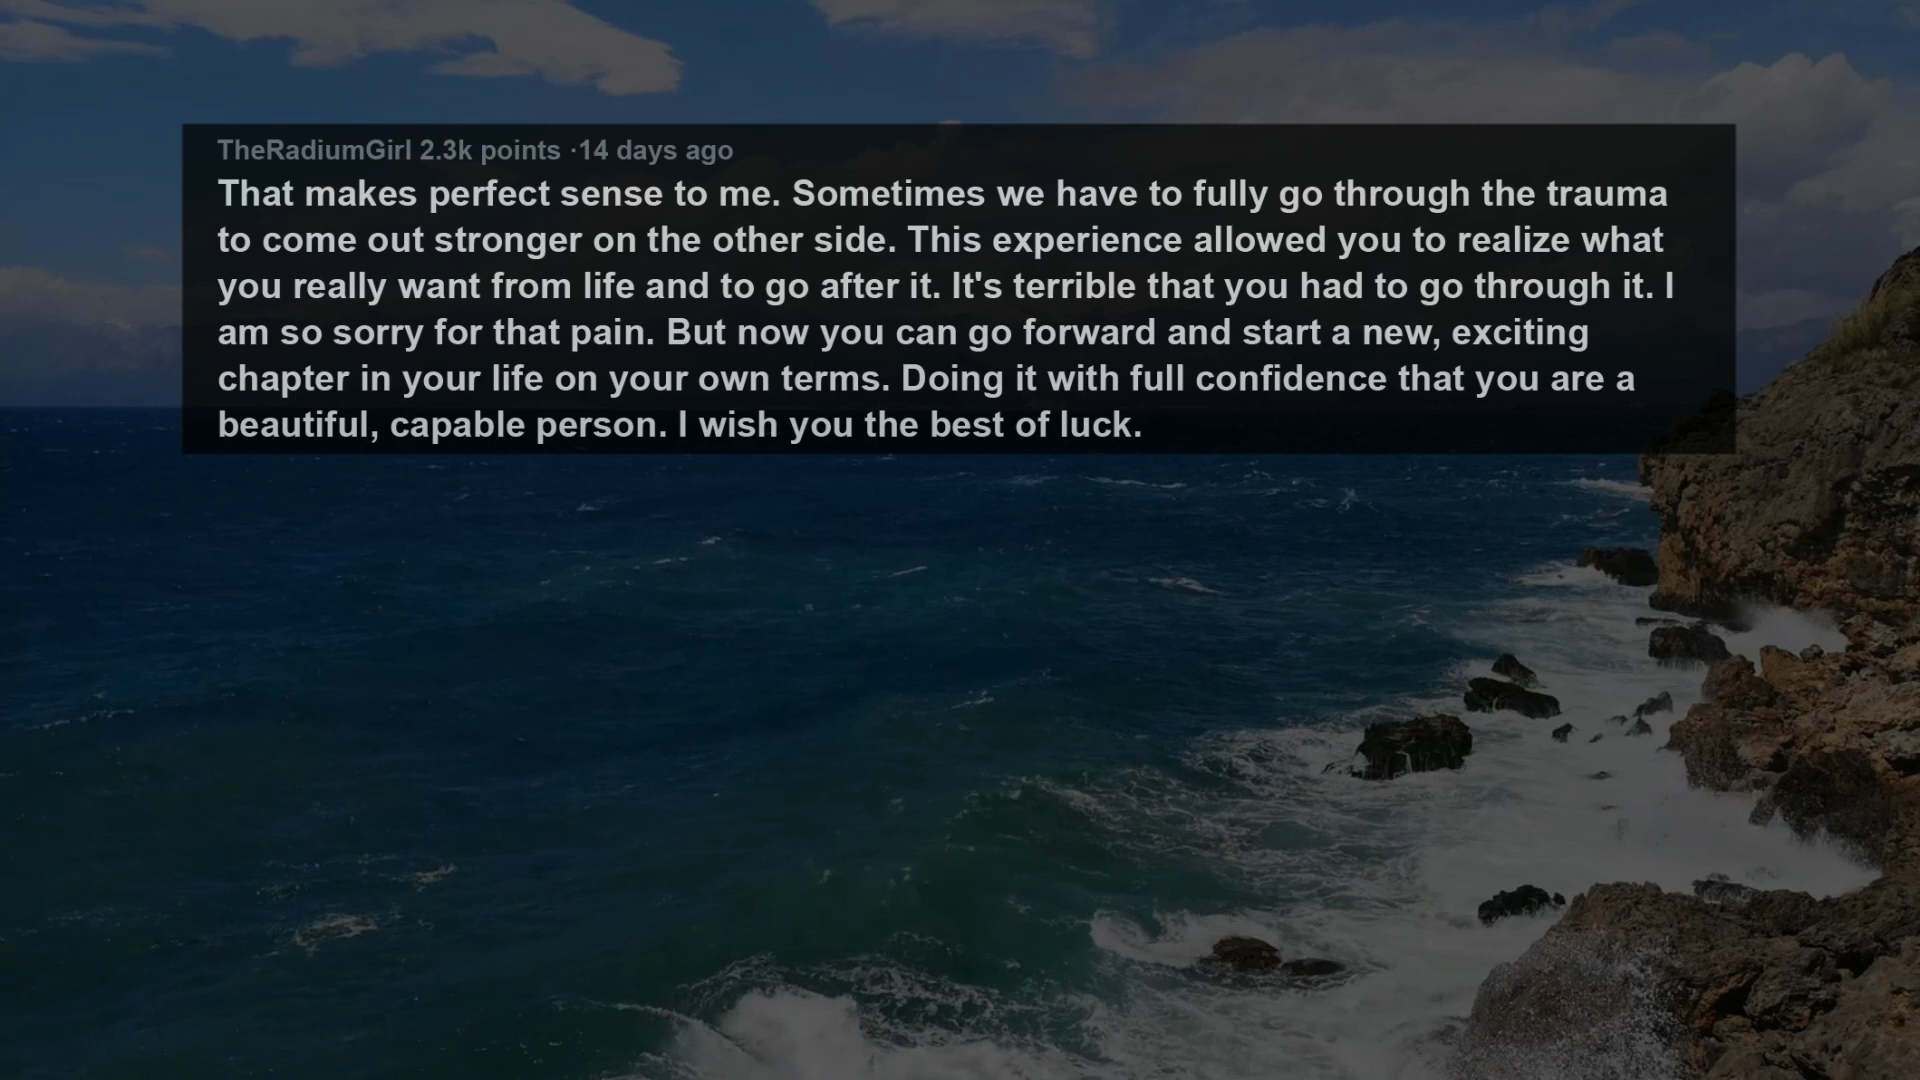 TheRadiumGirl 2.3k points ·14 days ago
That makes perfect sense to me. Sometimes we have to fully go through the trauma
to come out stronger on the other side. This experience allowed you to realize what
you really want from life and to go after it. It's terrible that you had to go through it. I
am so sorry for that pain. But now you can go forward and start a new, exciting
chapter in your life on your own terms. Doing it with full confidence that you are a
beautiful, capable person. I wish you the best of luck.